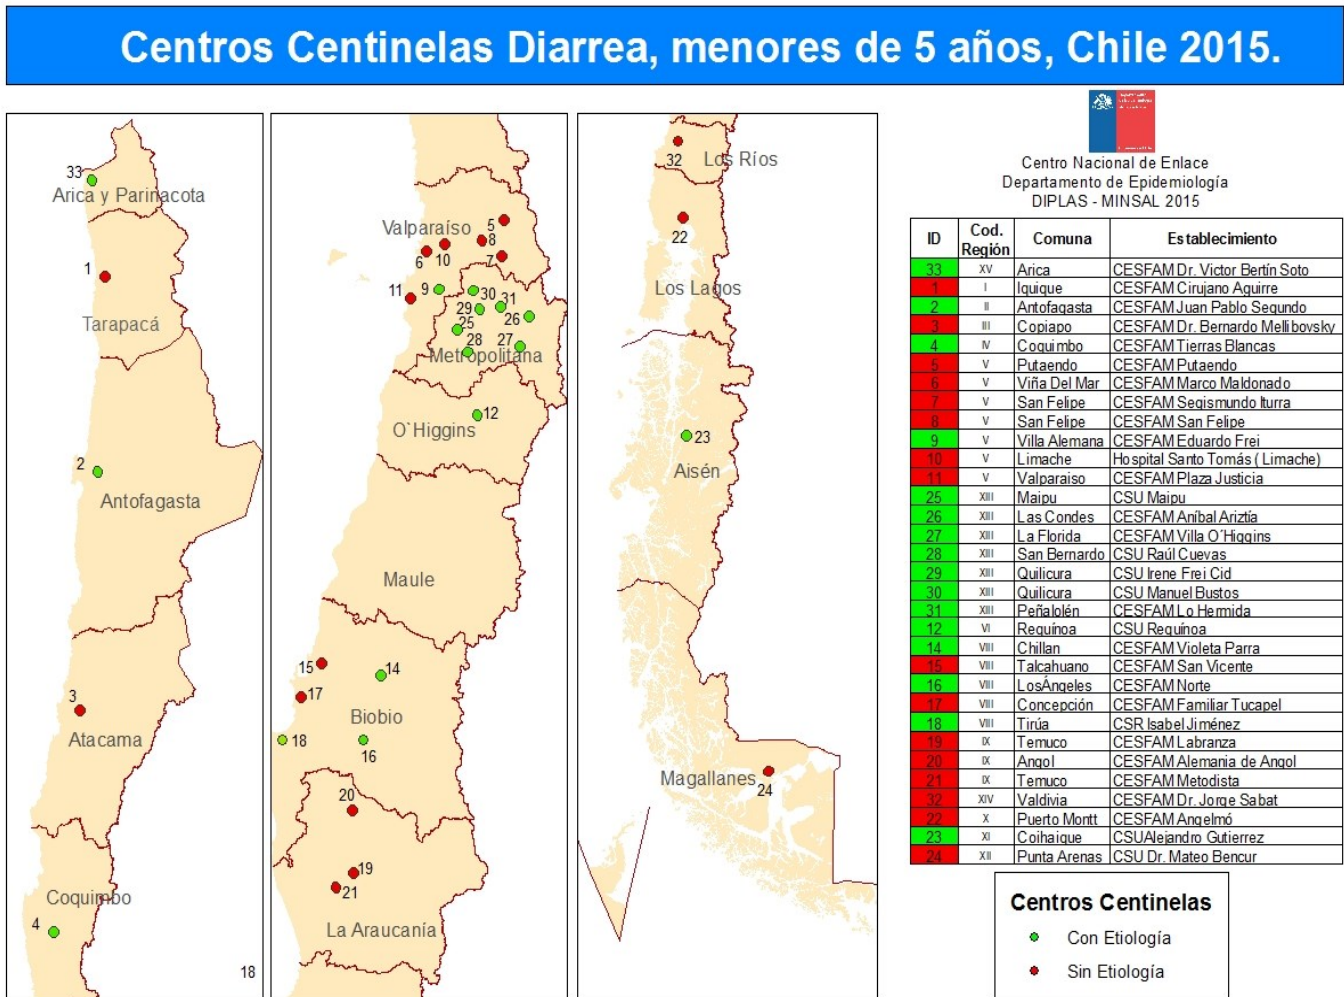 Centros Centinelas Diarrea, menores de 5 años, Chile 2015.
33
Arica y Parinacota
1
Tarapacá
2
Antofagasta
3
Atacama
Coquimbo
4
18
Valparaíso
5
8
6
10
7
11
9
30
31
29
26
25
28
27
Metropolitana
12
O`Higgins
Maule
15
14
17
Biobio
18
16
20
19
21
La Araucanía
32
Los Ríos
22
Los Lagos
23
Aisén
Magallanes
24
Centro Nacional de Enlace
Departamento de Epidemiología
DIPLAS - MINSAL 2015
ID Cod. Región Comuna Establecimiento
33 XV Arica CESFAM Dr. Victor Bertín Soto
1 I Iquique CESFAM Cirujano Aguirre
2 II Antofagasta CESFAM Juan Pablo Segundo
3 III Copiapo CESFAM Dr. Bernardo Mellibovsky
4 IV Coquimbo CESFAM Tierras Blancas
5 V Putaendo CESFAM Putaendo
6 V Viña Del Mar CESFAM Marco Maldonado
7 V San Felipe CESFAM Segismundo Iturra
8 V San Felipe CESFAM San Felipe
9 V Villa Alemana CESFAM Eduardo Frei
10 V Limache Hospital Santo Tomás ( Limache)
11 V Valparaiso CESFAM Plaza Justicia
25 XIII Maipu CSU Maipu
26 XIII Las Condes CESFAM Aníbal Ariztía
27 XIII La Florida CESFAM Villa O´Higgins
28 XIII San Bernardo CSU Raúl Cuevas
29 XIII Quilicura CSU Irene Frei Cid
30 XIII Quilicura CSU Manuel Bustos
31 XIII Peñalolén CESFAM Lo Hermida
12 VI Requínoa CSU Requínoa
14 VIII Chillan CESFAM Violeta Parra
15 VIII Talcahuano CESFAM San Vicente
16 VIII LosÁngeles CESFAM Norte
17 VIII Concepción CESFAM Familiar Tucapel
18 VIII Tirúa CSR Isabel Jiménez
19 IX Temuco CESFAM Labranza
20 IX Angol CESFAM Alemania de Angol
21 IX Temuco CESFAM Metodista
32 XIV Valdivia CESFAM Dr. Jorge Sabat
22 X Puerto Montt CESFAM Angelmó
23 XI Coihaique CSUAlejandro Gutierrez
24 XII Punta Arenas CSU Dr. Mateo Bencur
Centros Centinelas
Con Etiología
Sin Etiología